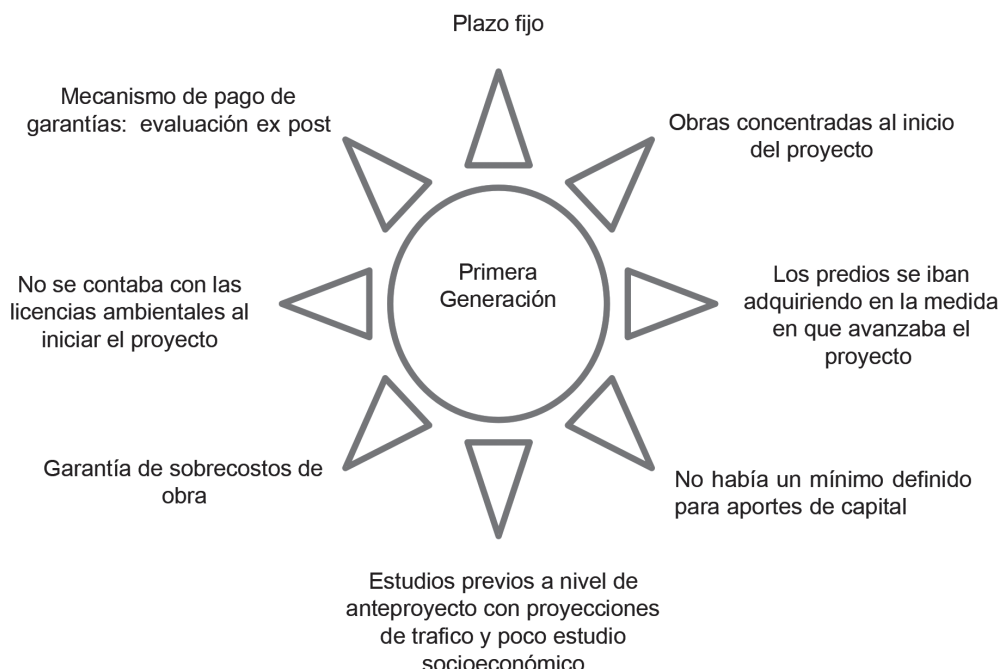 Plazo fijo
Mecanismo de pago de
garantías: evaluación ex post
Obras concentradas al inicio
del proyecto
Primera
Generación
No se contaba con las
licencias ambientales al
iniciar el proyecto
Los predios se iban
adquiriendo en la medida
en que avanzaba el
proyecto
Garantía de sobrecostos de
obra
No había un mínimo definido
para aportes de capital
Estudios previos a nivel de
anteproyecto con proyecciones
de trafico y poco estudio
socioeconómico